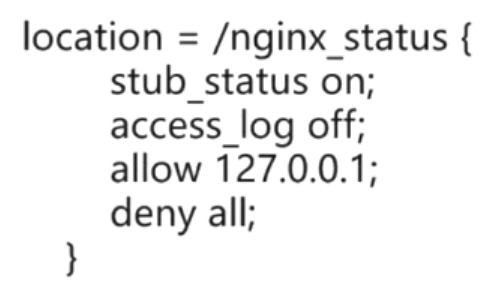 location = /nginx_status {
stub_status on;
access_log off;
allow 127.0.0.1;
deny all;
}